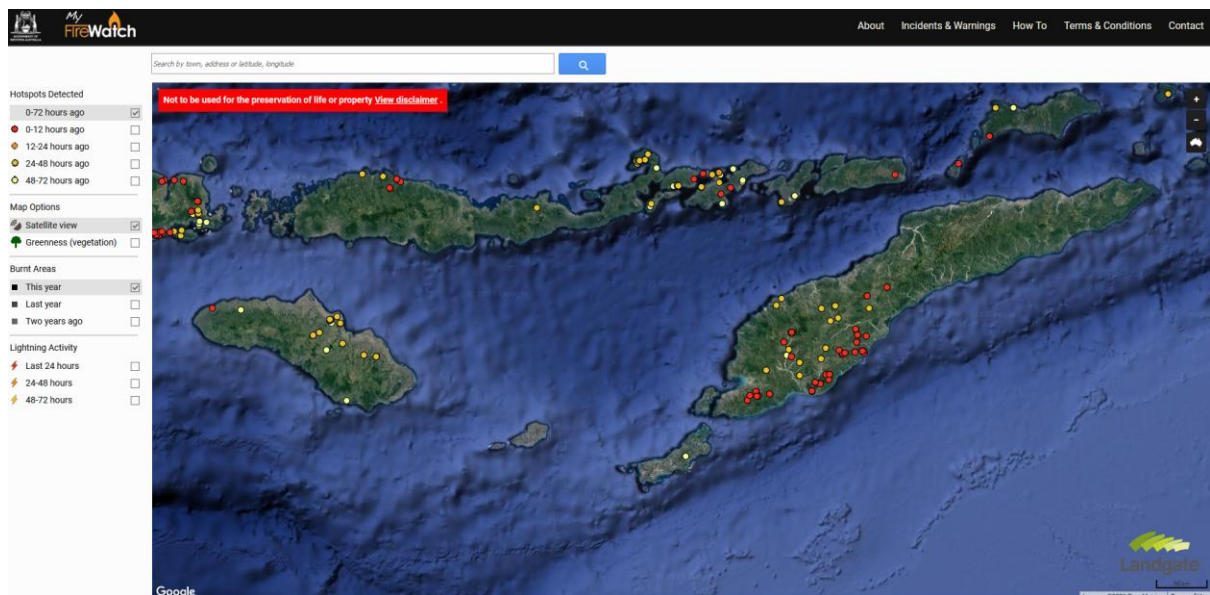 My
FireWatch
About
Incidents & Warnings
How To
Terms & Conditions
Contact
Search by town, address or latitude, longitude
Hotspots Detected
0-72 hours ago
0-12 hours ago
12-24 hours ago
24-48 hours ago
48-72 hours ago
Map Options
Satellite view
Greenness (vegetation)
Burnt Areas
This year
Last year
Two years ago
Lightning Activity
Last 24 hours
24-48 hours
48-72 hours
Not to be used for the preservation of life or property View disclaimer .
+
−
Landgate
Google